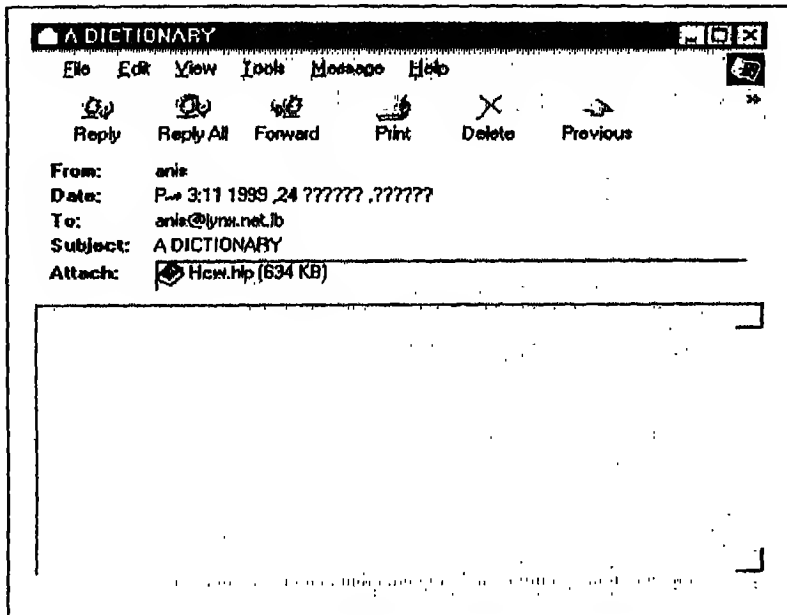 A DICTIONARY
File Edit View Tools Message Help
Reply Reply All Forward Print Delete Previous
From: anis
Date: 3:11 1999 ,24 ?????? ,??????
To: anis@lynx.net.lb
Subject: A DICTIONARY
Attach: Hcw.hlp (634 KB)